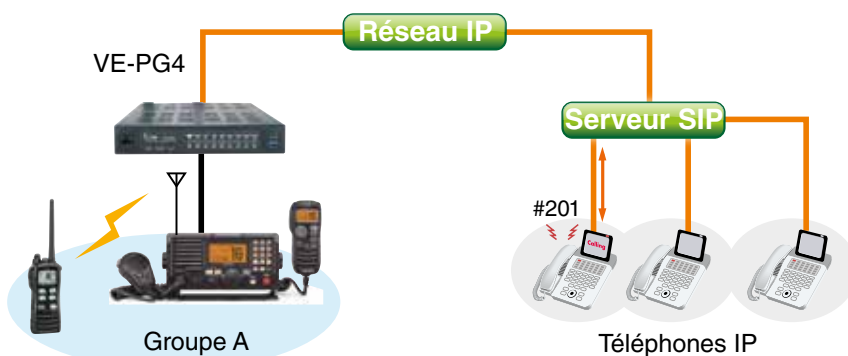 Réseau IP
VE-PG4
Serveur SIP
#201
Calling
Groupe A
Téléphones IP